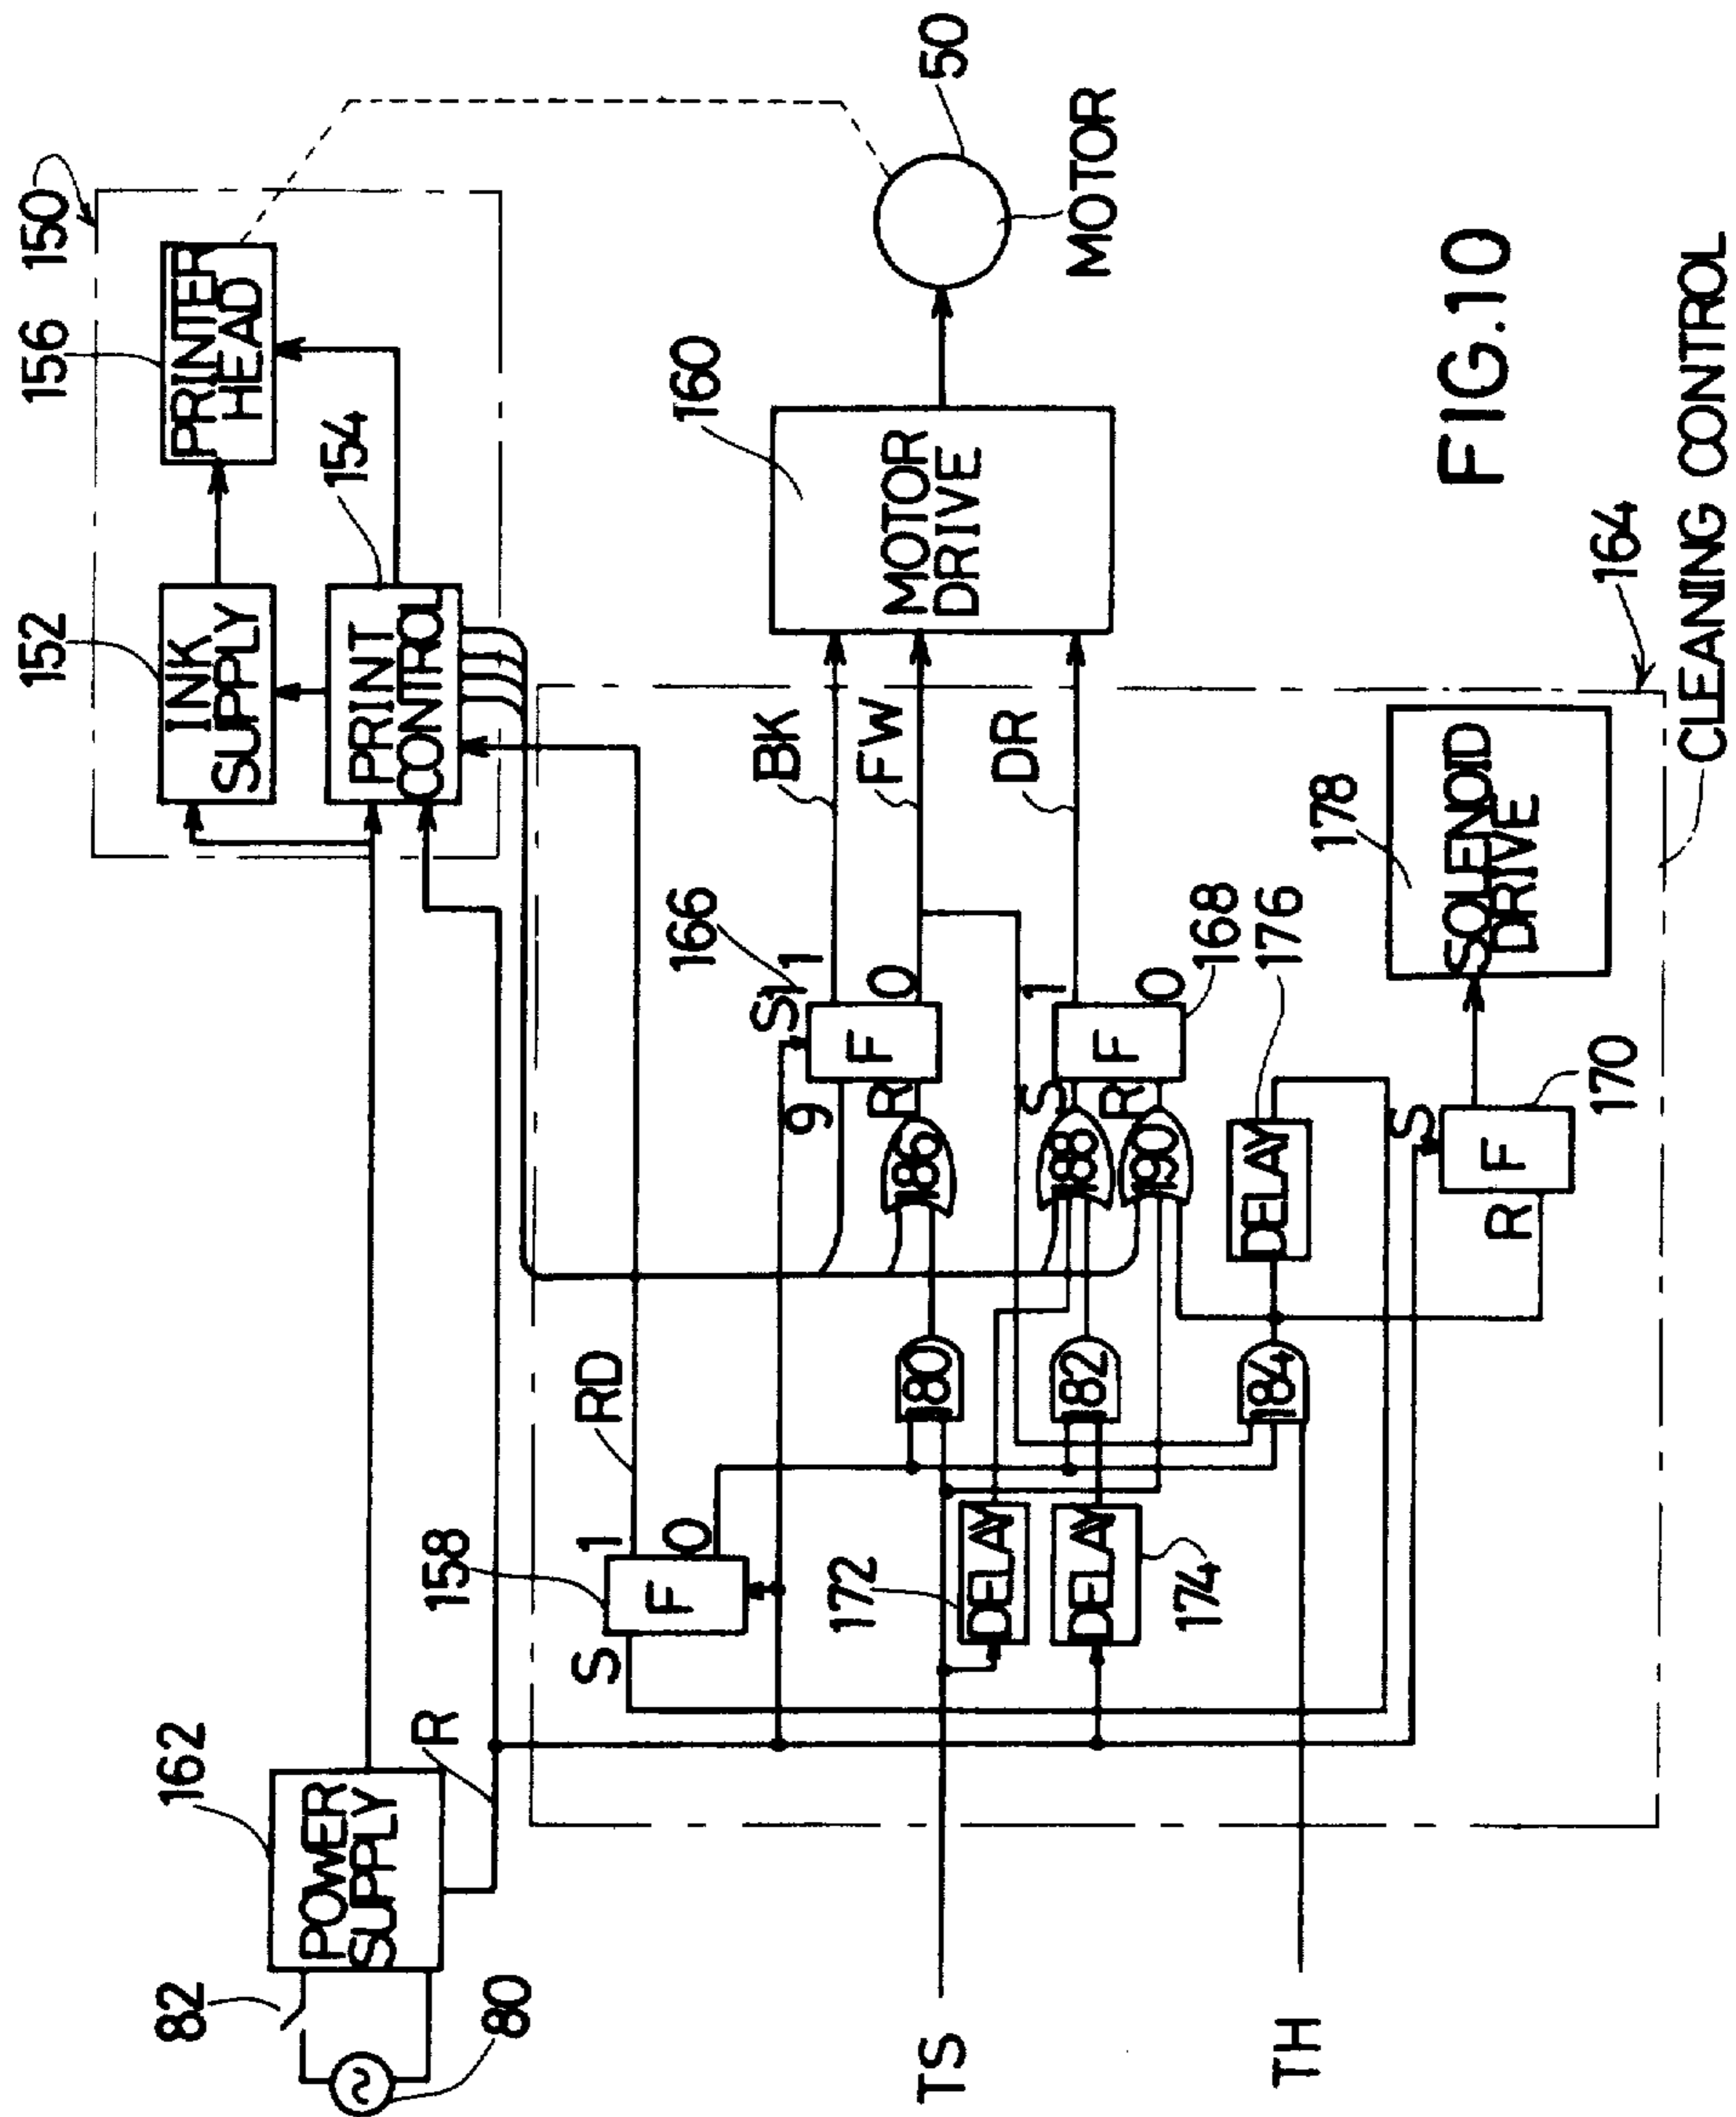 150
152
156
INK
SUPPLY
PRINTER
HEAD
154
82
162
POWER
SUPPLY
80
R
PRINT
CONTROL
158
S
F
1
0
RD
166
S
1
9
F
0
R
BK
FW
DR
160
MOTOR
DRIVE
50
MOTOR
TS
172
DELAY
DELAY
174
180
182
186
188
190
S
R
1
F
0
168
TH
184
DELAY
176
S
F
R
170
178
SOLENOID
DRIVE
164
CLEANING CONTROL
FIG.10